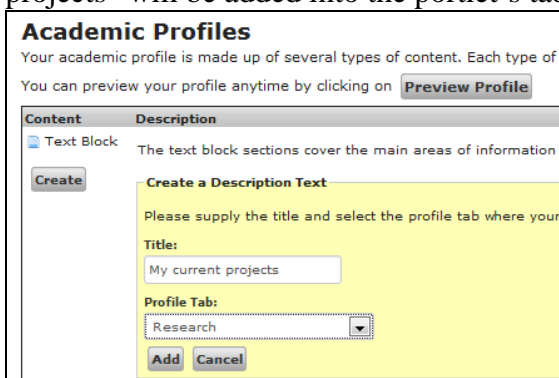 projects" will be added into the portlet's
Academic Profiles
Your academic profile is made up of several types of content. Each type of
You can preview your profile anytime by clicking on Preview Profile
Content Description
Text Block The text block sections cover the main areas of information
Create Create a Description Text
Please supply the title and select the profile tab where your
Title:
My current projects
Profile Tab:
Research
Add Cancel